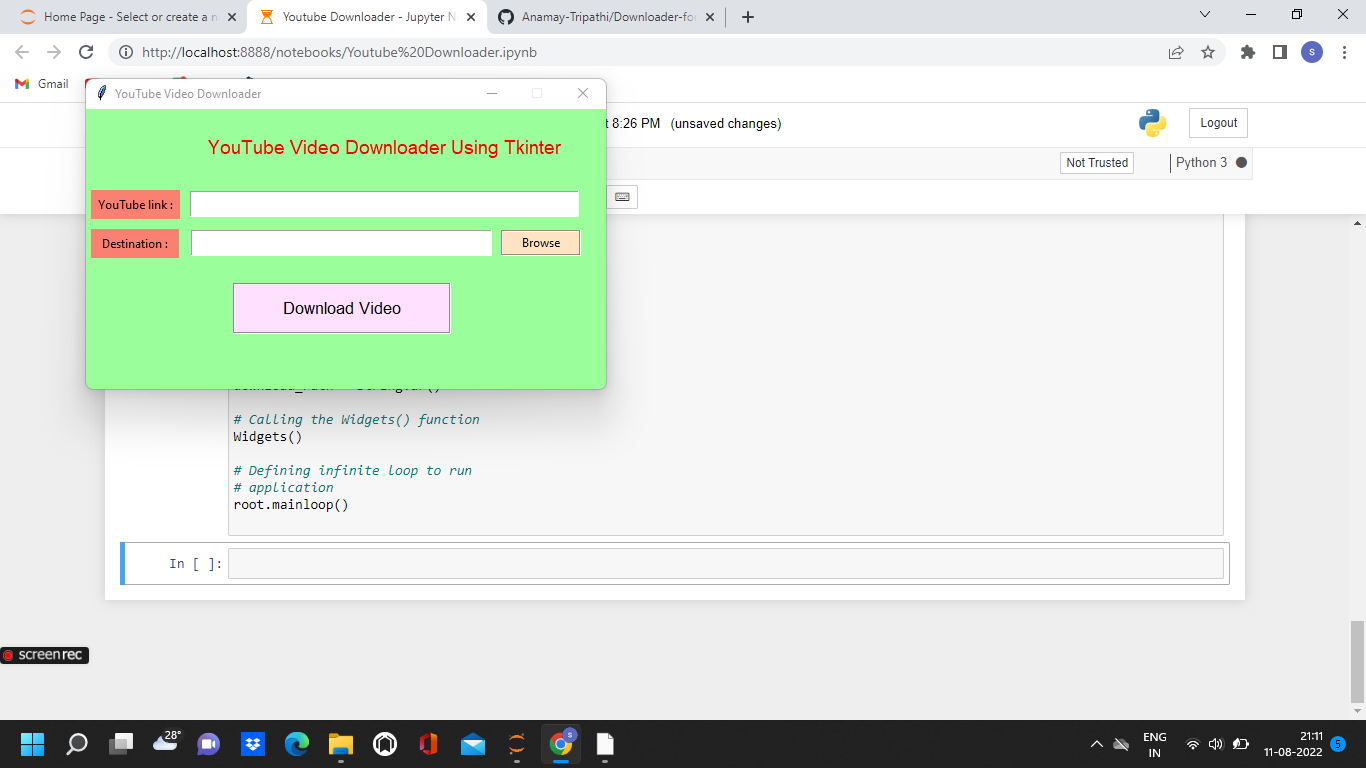 Home Page - Select or create a n
Youtube Downloader - Jupyter N
Anamay-Tripathi/Downloader-fo
http://localhost:8888/notebooks/Youtube%20Downloader.ipynb
s
Gmail
YouTube Video Downloader
t 8:26 PM (unsaved changes)
Logout
Not Trusted
Python 3
YouTube Video Downloader Using Tkinter
YouTube link :
Destination :
Browse
Download Video
# Calling the Widgets() function
Widgets()
# Defining infinite loop to run
# application
root.mainloop()
In [ ]:
screenrec
28°
s
ENG
IN
21:11
11-08-2022
5